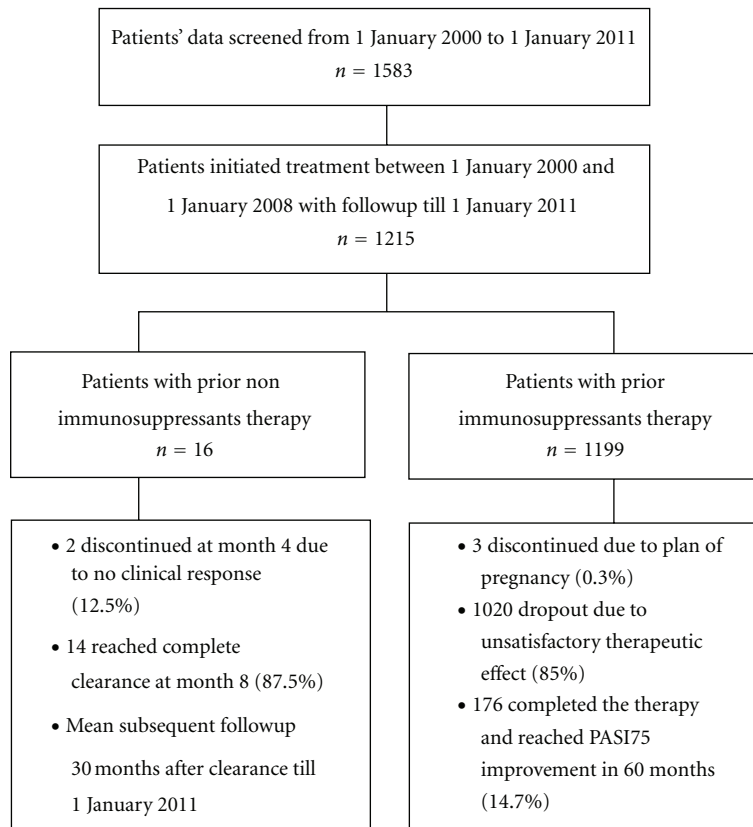 Patients’ data screened from 1 January 2000 to 1 January 2011
n = 1583
Patients initiated treatment between 1 January 2000 and
1 January 2008 with followup till 1 January 2011
n = 1215
Patients with prior non
immunosuppressants therapy
n = 16
Patients with prior
immunosuppressants therapy
n = 1199
• 2 discontinued at month 4 due
to no clinical response
(12.5%)
• 14 reached complete
clearance at month 8 (87.5%)
• Mean subsequent followup
30 months after clearance till
1 January 2011
• 3 discontinued due to plan of
pregnancy (0.3%)
• 1020 dropout due to
unsatisfactory therapeutic
effect (85%)
• 176 completed the therapy
and reached PASI75
improvement in 60 months
(14.7%)